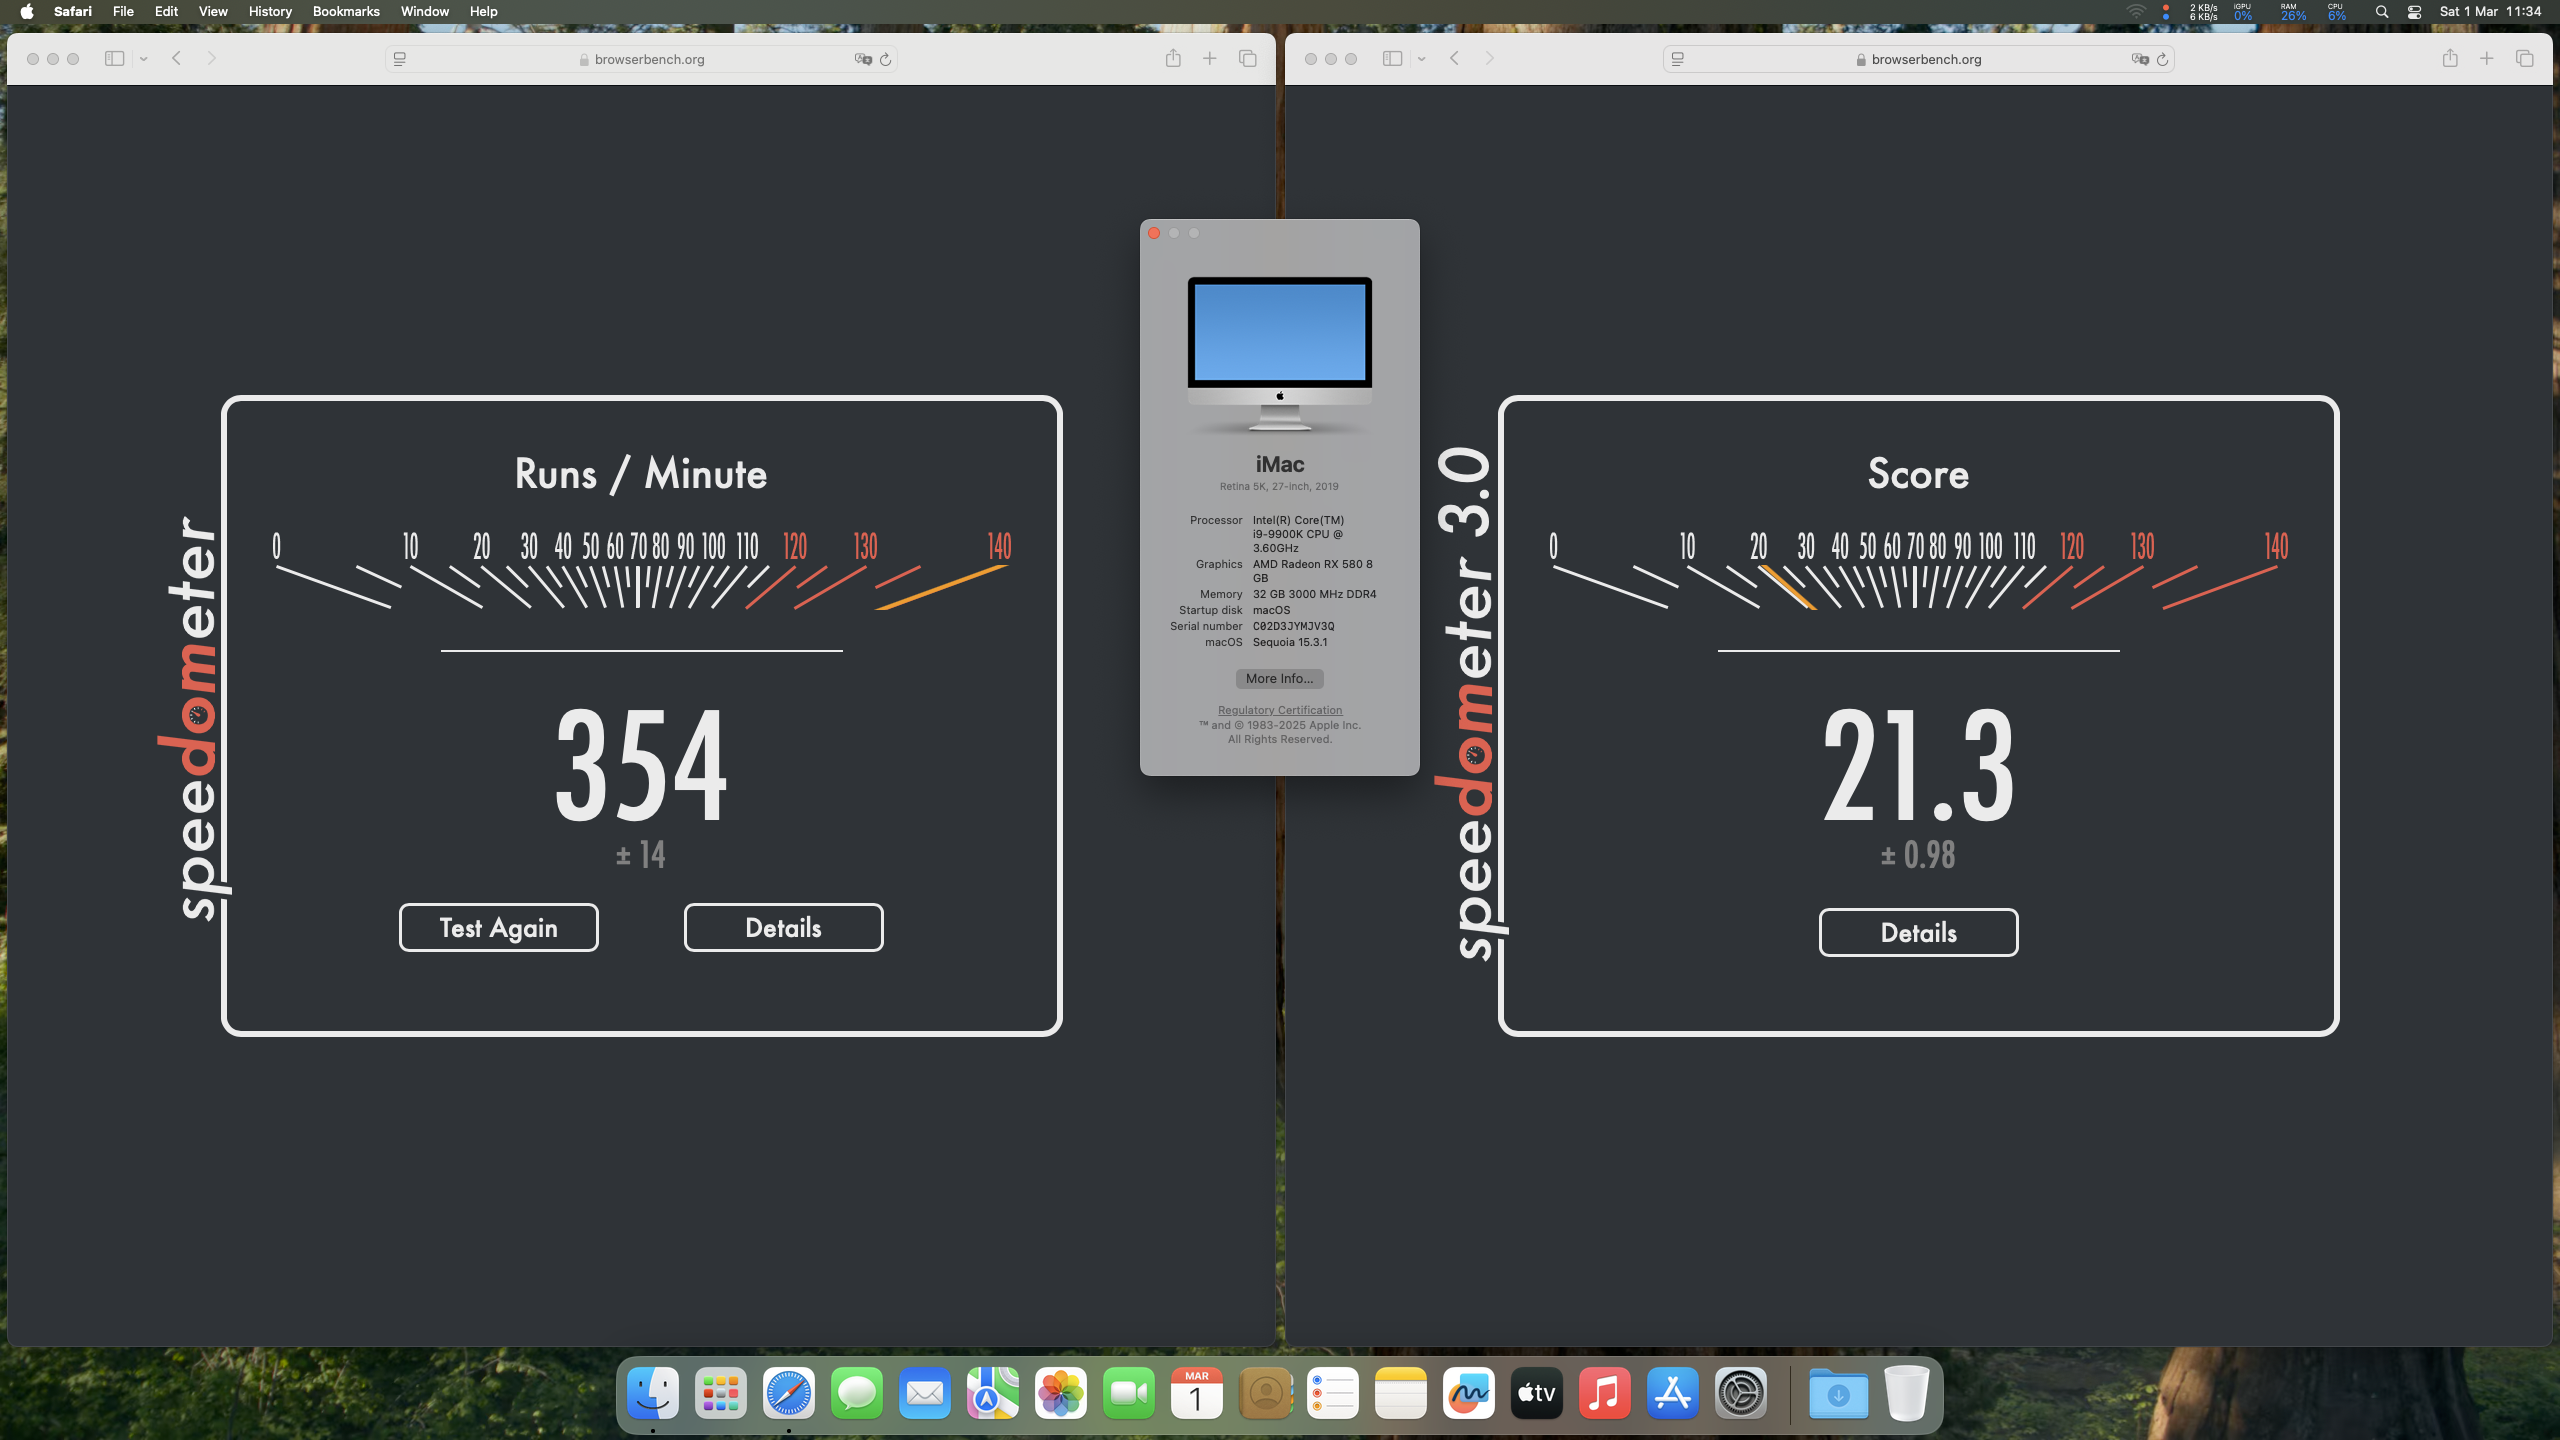 Safari File Edit View History Bookmarks Window Help
2 KB/s
6 KB/s
iGPU
0%
RAM
26%
CPU
6%
Sat 1 Mar 11:34
browserbench.org
browserbench.org
speedometer
Runs / Minute
0 10 20 30 40 50 60 70 80 90 100 110 120 130 140
354
± 14
Test Again
Details
iMac
Retina 5K, 27-inch, 2019
Processor Intel(R) Core(TM)
i9-9900K CPU @
3.60GHz
Graphics AMD Radeon RX 580 8
GB
Memory 32 GB 3000 MHz DDR4
Startup disk macOS
Serial number C02D3JYMJV3Q
macOS Sequoia 15.3.1
More Info...
Regulatory Certification
™ and © 1983-2025 Apple Inc.
All Rights Reserved.
speedometer 3.0
Score
0 10 20 30 40 50 60 70 80 90 100 110 120 130 140
21.3
± 0.98
Details
MAR
1
tv